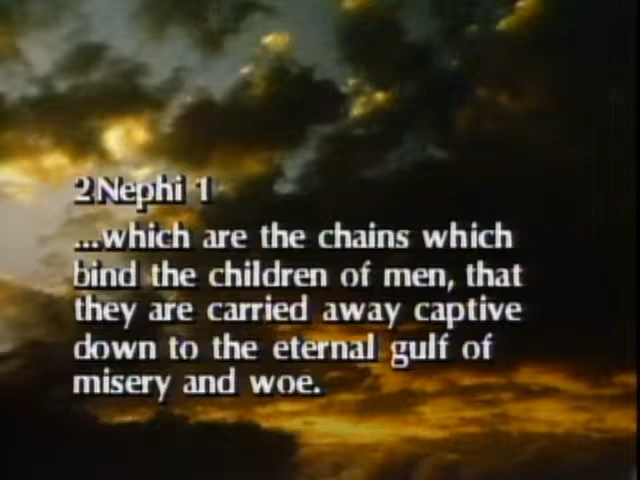 2 Nephi 1
...which are the chains which
bind the children of men, that
they are carried away captive
down to the eternal gulf of
misery and woe.